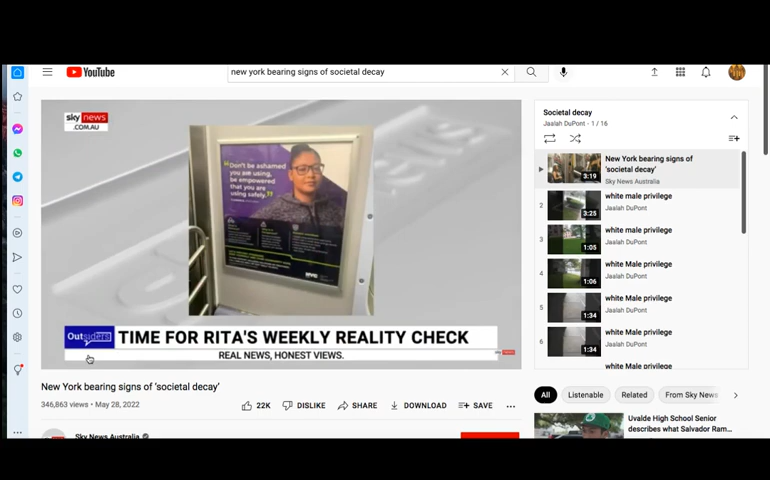 YouTube
new york bearing signs of societal decay
sky news
.COM.AU
"Don't be ashamed
you are using,
be empowered
that you are
using safely."
NYC
Outsiders
TIME FOR RITA'S WEEKLY REALITY CHECK
REAL NEWS, HONEST VIEWS.
sky news
New York bearing signs of 'societal decay'
346,863 views • May 28, 2022
22K
DISLIKE
SHARE
DOWNLOAD
SAVE
Sky News Australia
Societal decay
Jaalah DuPont - 1 / 16
3:19
New York bearing signs of
'societal decay'
Sky News Australia
2
3:25
white male privilege
Jaalah DuPont
3
1:05
white male privilege
Jaalah DuPont
4
1:06
white Male privilege
Jaalah DuPont
5
1:34
white Male privilege
Jaalah DuPont
6
1:34
white Male privilege
Jaalah DuPont
white Male privilege
All
Listenable
Related
From Sky News
Uvalde High School Senior
describes what Salvador Ram...